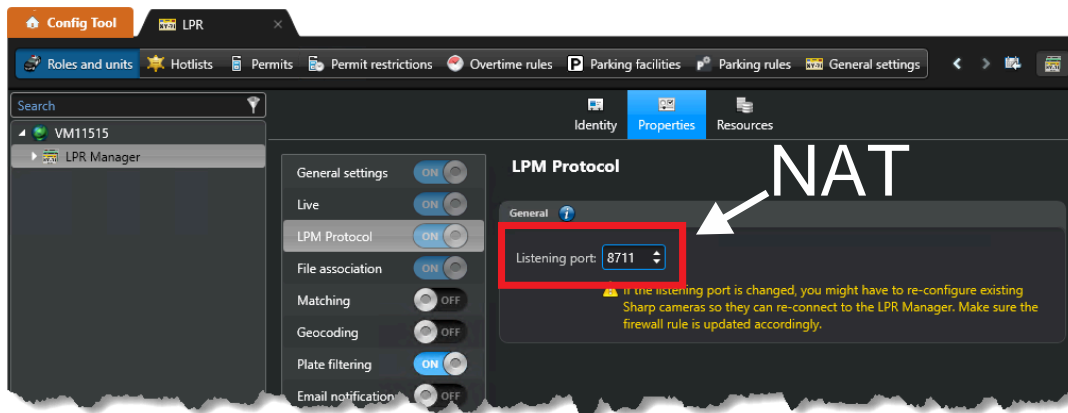 Config Tool
LPR
Roles and units
Hotlists
Permits
Permit restrictions
Overtime rules
Parking facilities
Parking rules
General settings
Search
VM11515
LPR Manager
Identity
Properties
Resources
General settings ON
Live ON
LPM Protocol ON
File association ON
Matching OFF
Geocoding OFF
Plate filtering ON
Email notification OFF
LPM Protocol
NAT
General
Listening port: 8711
If the listening port is changed, you might have to re-configure existing
Sharp cameras so they can re-connect to the LPR Manager. Make sure the
firewall rule is updated accordingly.